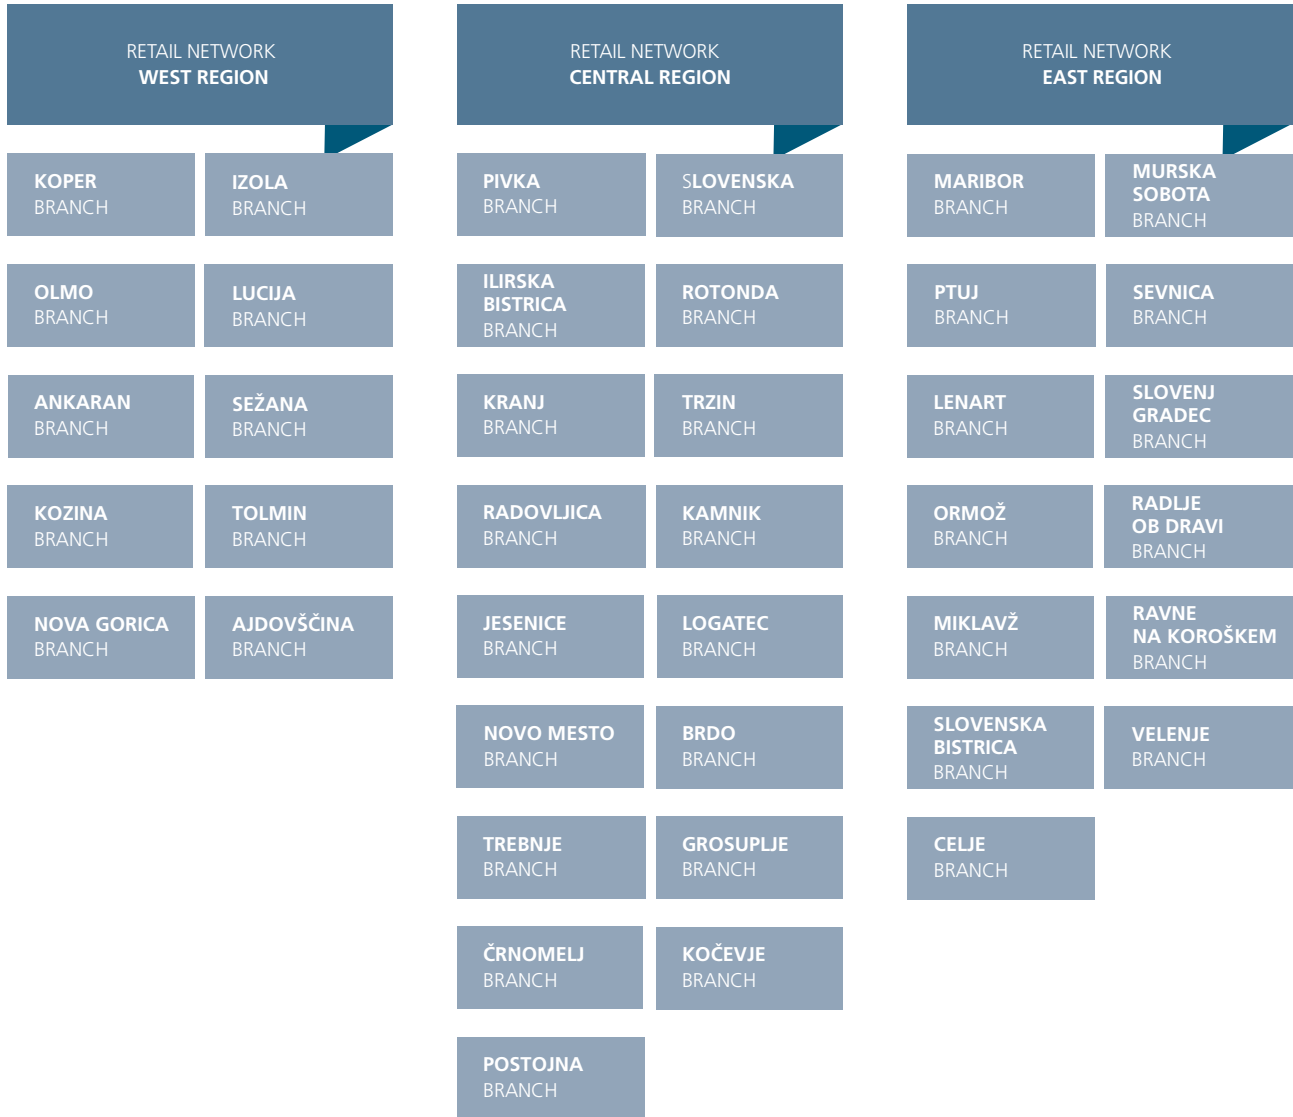 RETAIL NETWORK
WEST REGION
KOPER
BRANCH
IZOLA
BRANCH
OLMO
BRANCH
LUCIJA
BRANCH
ANKARAN
BRANCH
SEŽANA
BRANCH
KOZINA
BRANCH
TOLMIN
BRANCH
NOVA GORICA
BRANCH
AJDOVŠČINA
BRANCH
RETAIL NETWORK
CENTRAL REGION
PIVKA
BRANCH
SLOVENSKA
BRANCH
ILIRSKA
BISTRICA
BRANCH
ROTONDA
BRANCH
KRANJ
BRANCH
TRZIN
BRANCH
RADOVLJICA
BRANCH
KAMNIK
BRANCH
JESENICE
BRANCH
LOGATEC
BRANCH
NOVO MESTO
BRANCH
BRDO
BRANCH
TREBNJE
BRANCH
GROSUPLJE
BRANCH
ČRNOMELJ
BRANCH
KOČEVJE
BRANCH
POSTOJNA
BRANCH
RETAIL NETWORK
EAST REGION
MARIBOR
BRANCH
MURSKA
SOBOTA
BRANCH
PTUJ
BRANCH
SEVNICA
BRANCH
LENART
BRANCH
SLOVENJ
GRADEC
BRANCH
ORMOŽ
BRANCH
RADLJE
OB DRAVI
BRANCH
MIKLAVŽ
BRANCH
RAVNE
NA KOROŠKEM
BRANCH
SLOVENSKA
BISTRICA
BRANCH
VELENJE
BRANCH
CELJE
BRANCH